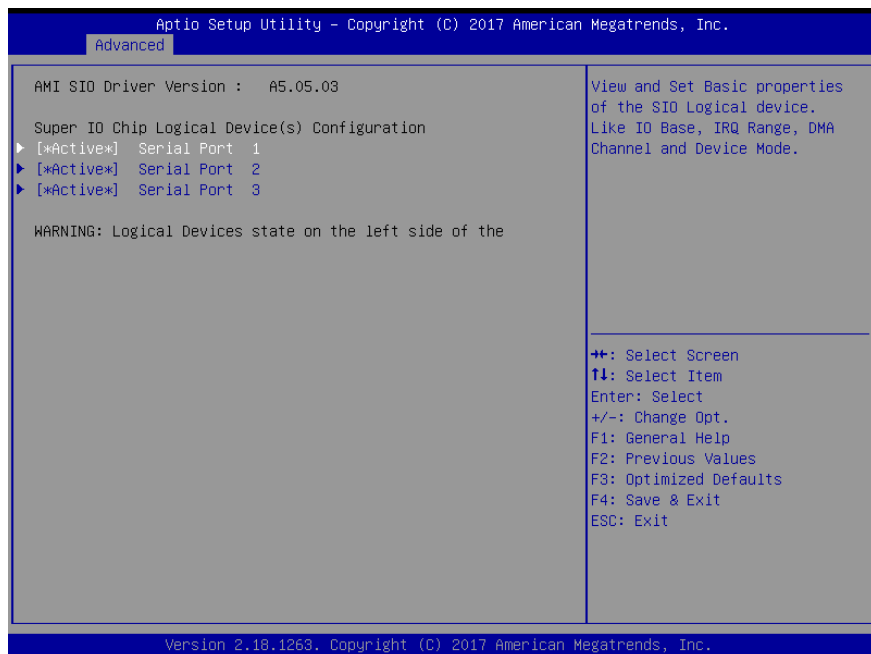 Aptio Setup Utility – Copyright (C) 2017 American Megatrends, Inc.
Advanced
AMI SIO Driver Version : A5.05.03
Super IO Chip Logical Device(s) Configuration
[*Active*] Serial Port 1
[*Active*] Serial Port 2
[*Active*] Serial Port 3
WARNING: Logical Devices state on the left side of the
View and Set Basic properties
of the SIO Logical device.
Like IO Base, IRQ Range, DMA
Channel and Device Mode.
→←: Select Screen
↑↓: Select Item
Enter: Select
+/-: Change Opt.
F1: General Help
F2: Previous Values
F3: Optimized Defaults
F4: Save & Exit
ESC: Exit
Version 2.18.1263. Copyright (C) 2017 American Megatrends, Inc.